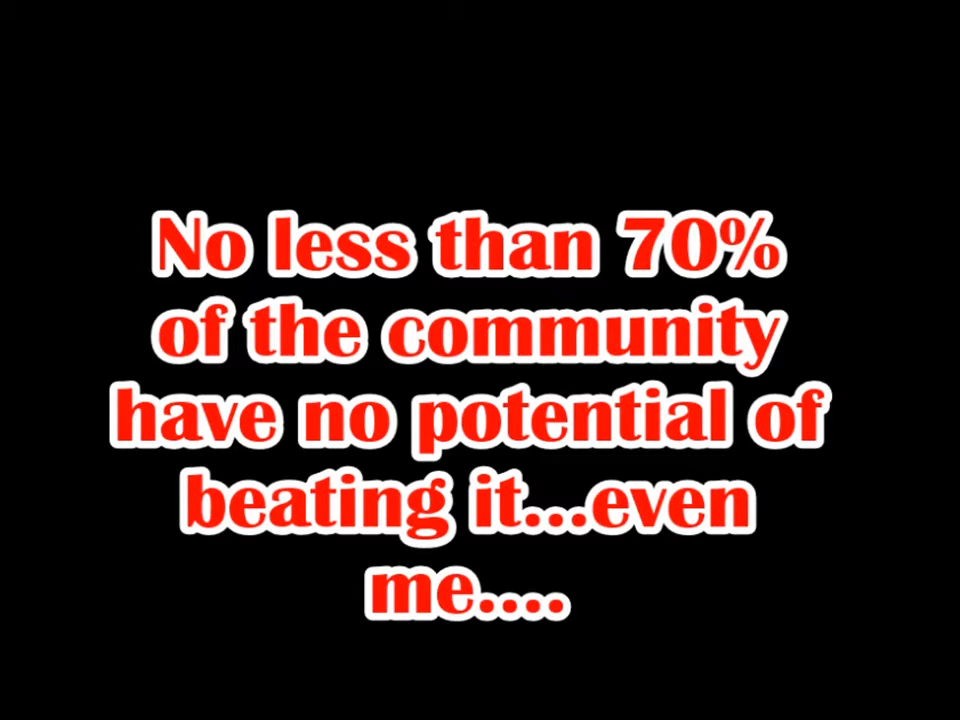 No less than 70%
of the community
have no potential of
beating it...even
me....